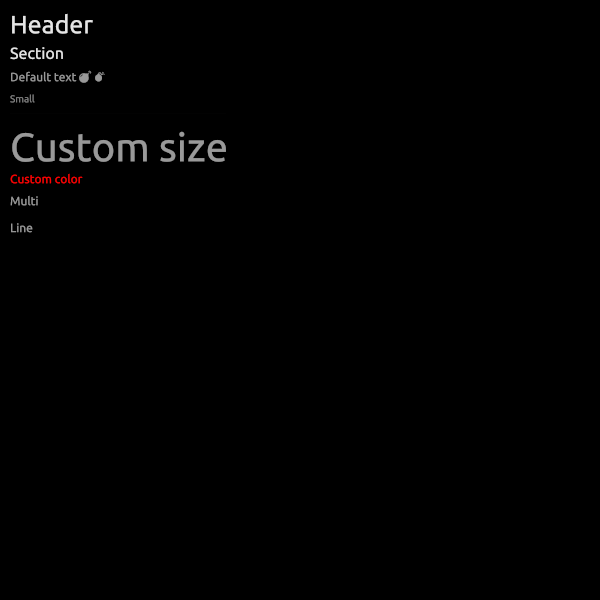 Header
Section
Default text 💣 💣
Small
Custom size
Custom color
Multi
Line